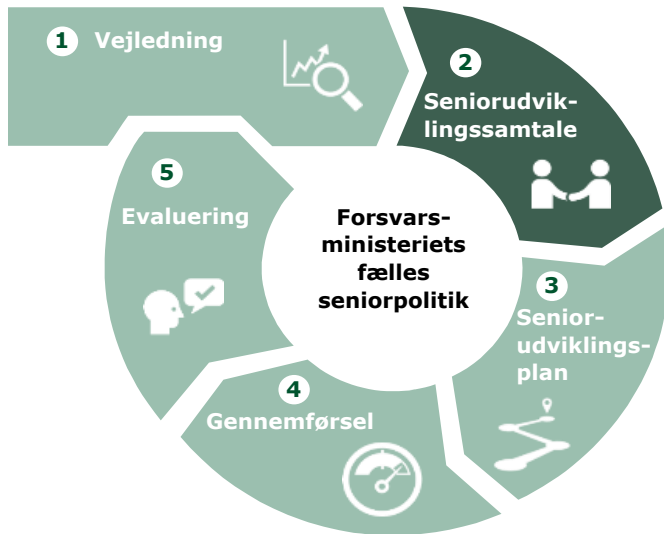 1 Vejledning
2
Seniorudvik-
lingssamtale
3
Senior-
udviklings-
plan
4
Gennemførsel
5
Evaluering
Forsvars-
ministeriets
fælles
seniorpolitik